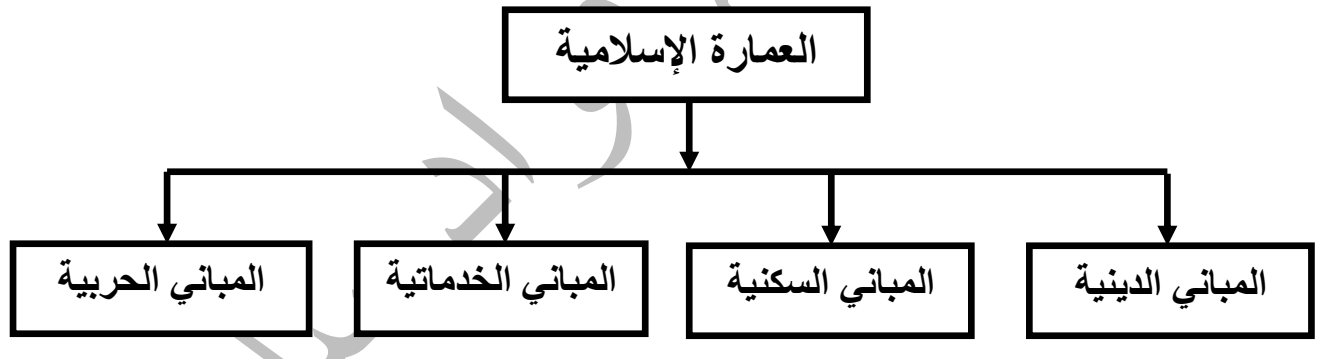 العمارة الإسلامية
المباني الدينية
المباني السكنية
المباني الخدماتية
المباني الحربية